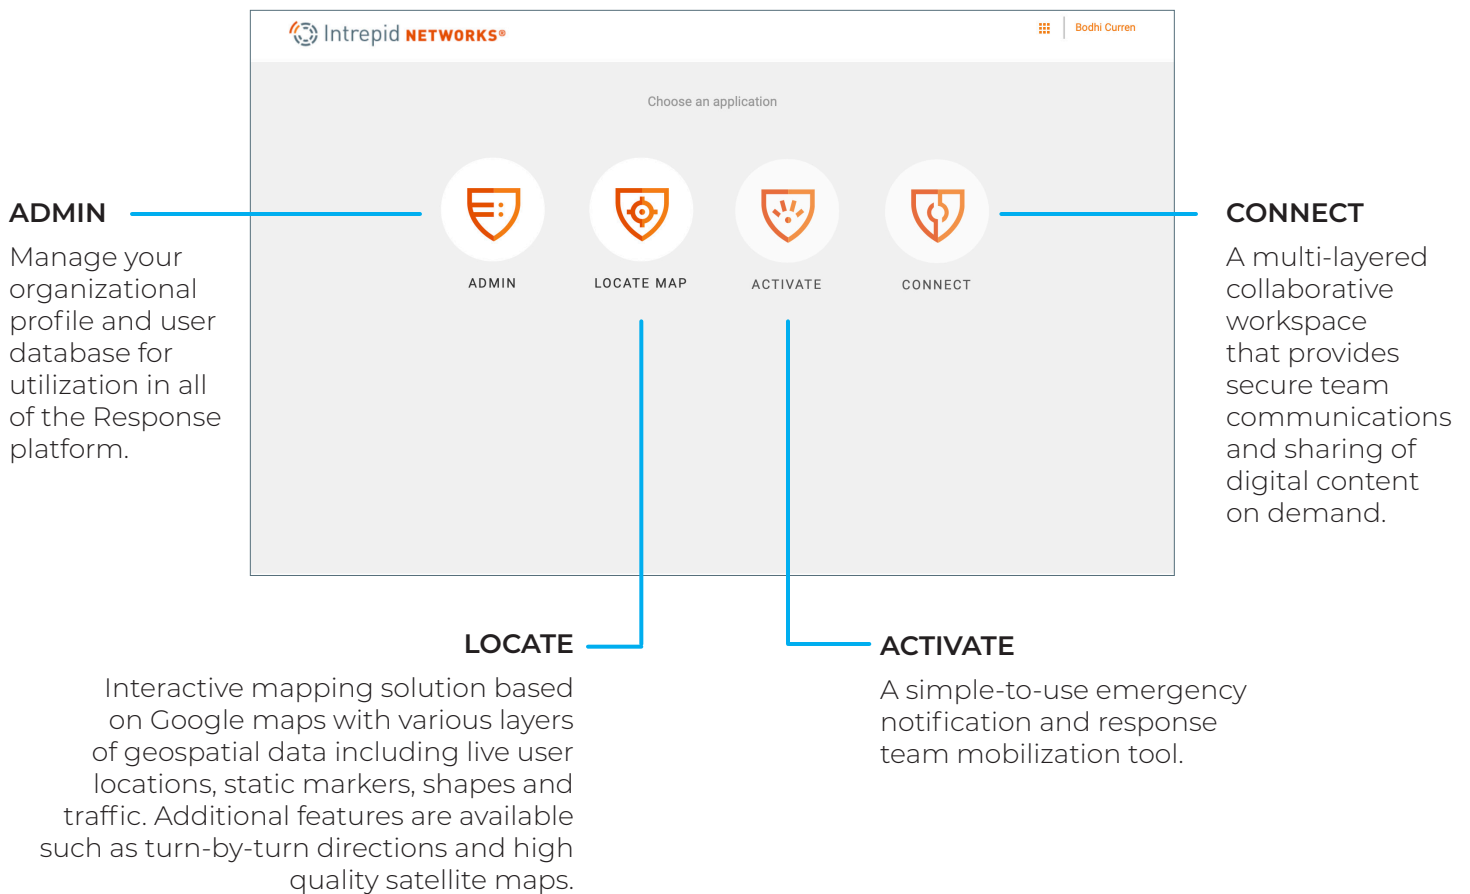 Intrepid NETWORKS®
Bodhi Curren
Choose an application
ADMIN
LOCATE MAP
ACTIVATE
CONNECT
ADMIN
Manage your
organizational
profile and user
database for
utilization in all
of the Response
platform.
CONNECT
A multi-layered
collaborative
workspace
that provides
secure team
communications
and sharing of
digital content
on demand.
LOCATE
Interactive mapping solution based
on Google maps with various layers
of geospatial data including live user
locations, static markers, shapes and
traffic. Additional features are available
such as turn-by-turn directions and high
quality satellite maps.
ACTIVATE
A simple-to-use emergency
notification and response
team mobilization tool.